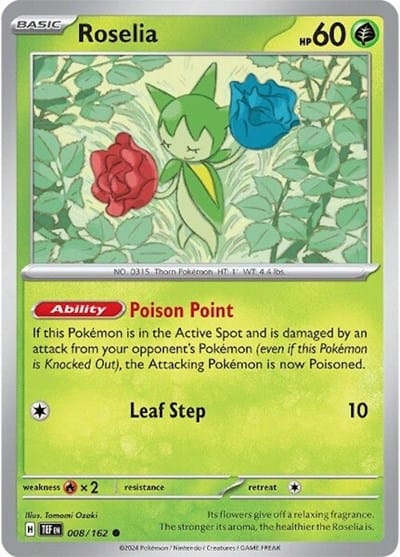 BASIC
Roselia
HP 60
NO. 0315 Thorn Pokémon HT: 1' WT: 4.4 lbs.
Ability Poison Point
If this Pokémon is in the Active Spot and is damaged by an
attack from your opponent's Pokémon (even if this Pokémon
is Knocked Out), the Attacking Pokémon is now Poisoned.
Leaf Step 10
weakness × 2 resistance retreat
Illus. Tomomi Ozaki
H TEF EN 008/162
Its flowers give off a relaxing fragrance.
The stronger its aroma, the healthier the Roselia is.
©2024 Pokémon / Nintendo / Creatures / GAME FREAK